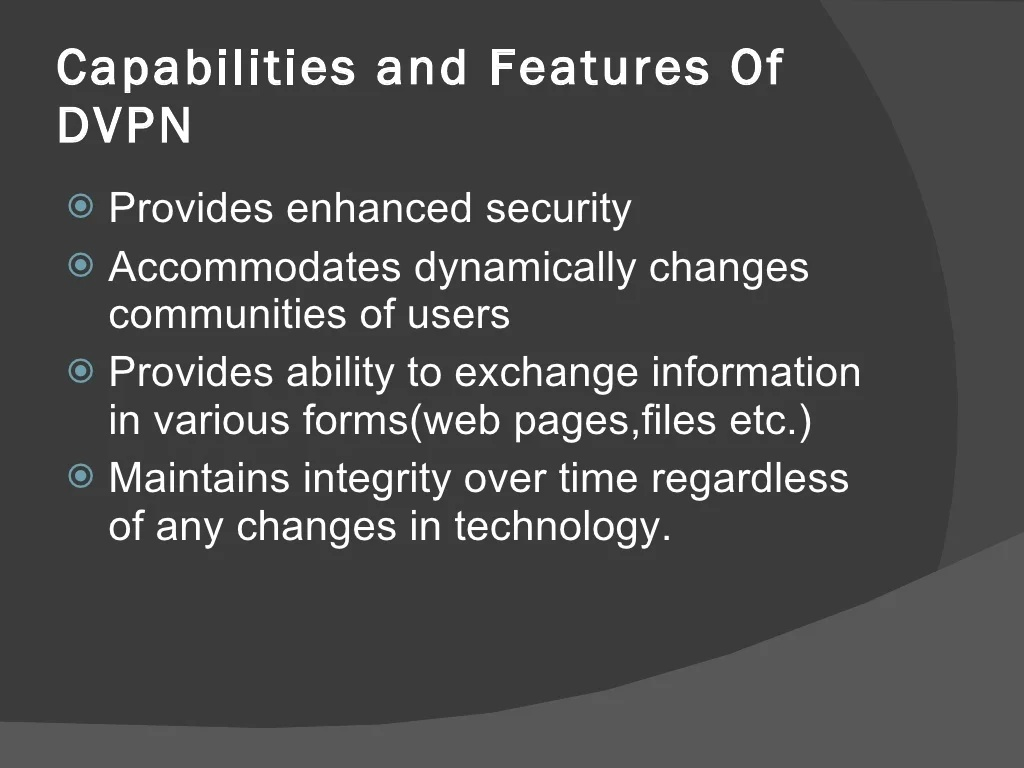 Capabilities and Features Of
DVPN
Provides enhanced security
Accommodates dynamically changes
communities of users
Provides ability to exchange information
in various forms(web pages,files etc.)
Maintains integrity over time regardless
of any changes in technology.